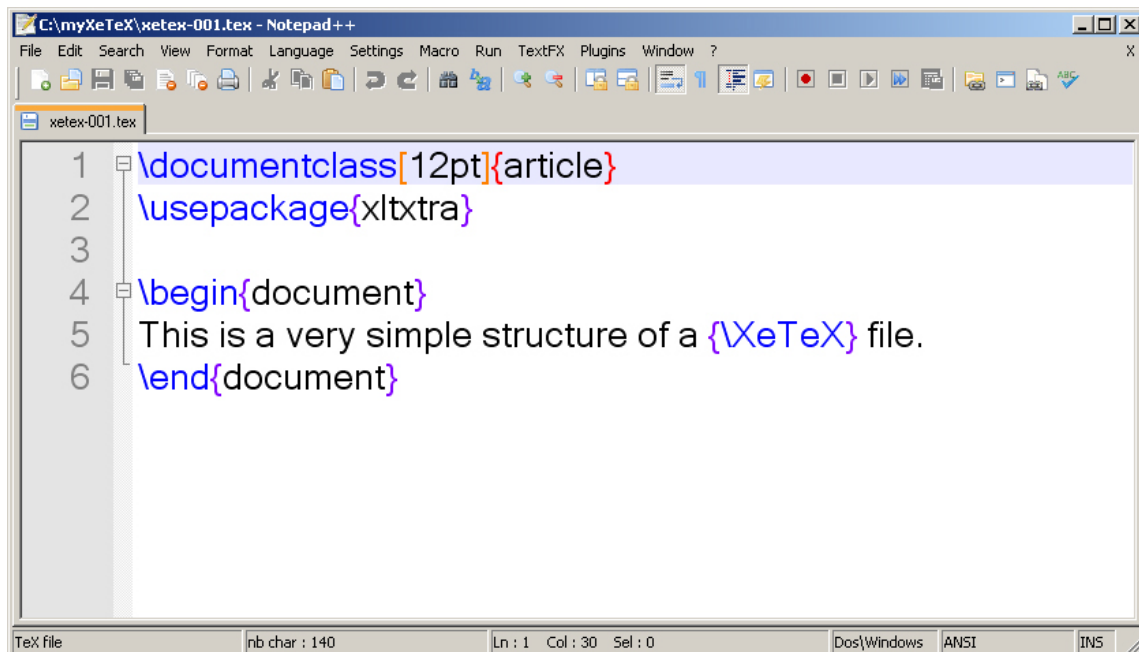 C:\myXeTeX\xetex-001.tex - Notepad++
File Edit Search View Format Language Settings Macro Run TextFX Plugins Window ? X
ABC
xetex-001.tex
1 \documentclass[12pt]{article}
2 \usepackage{xltxtra}
3
4 \begin{document}
5 This is a very simple structure of a {\XeTeX} file.
6 \end{document}
TeX file nb char : 140 Ln : 1 Col : 30 Sel : 0 Dos\Windows ANSI INS